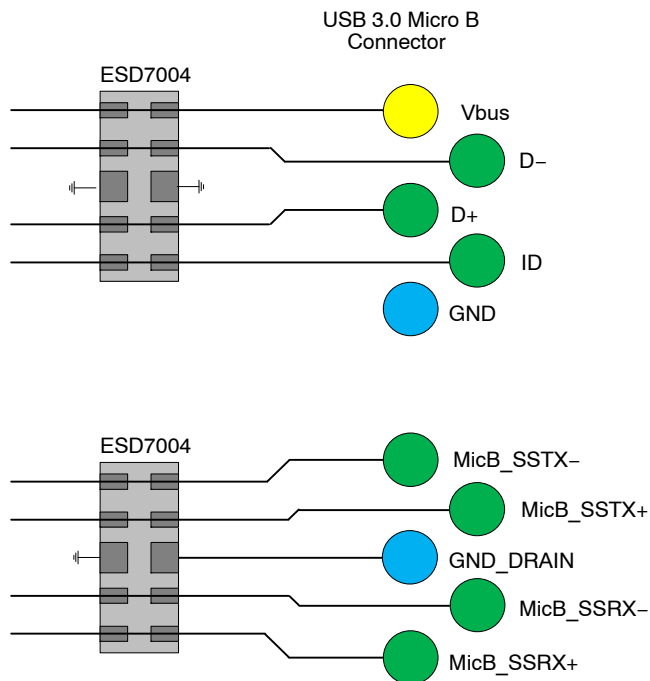 USB 3.0 Micro B
Connector
ESD7004
Vbus
D−
D+
ID
GND
ESD7004
MicB_SSTX−
MicB_SSTX+
GND_DRAIN
MicB_SSRX−
MicB_SSRX+